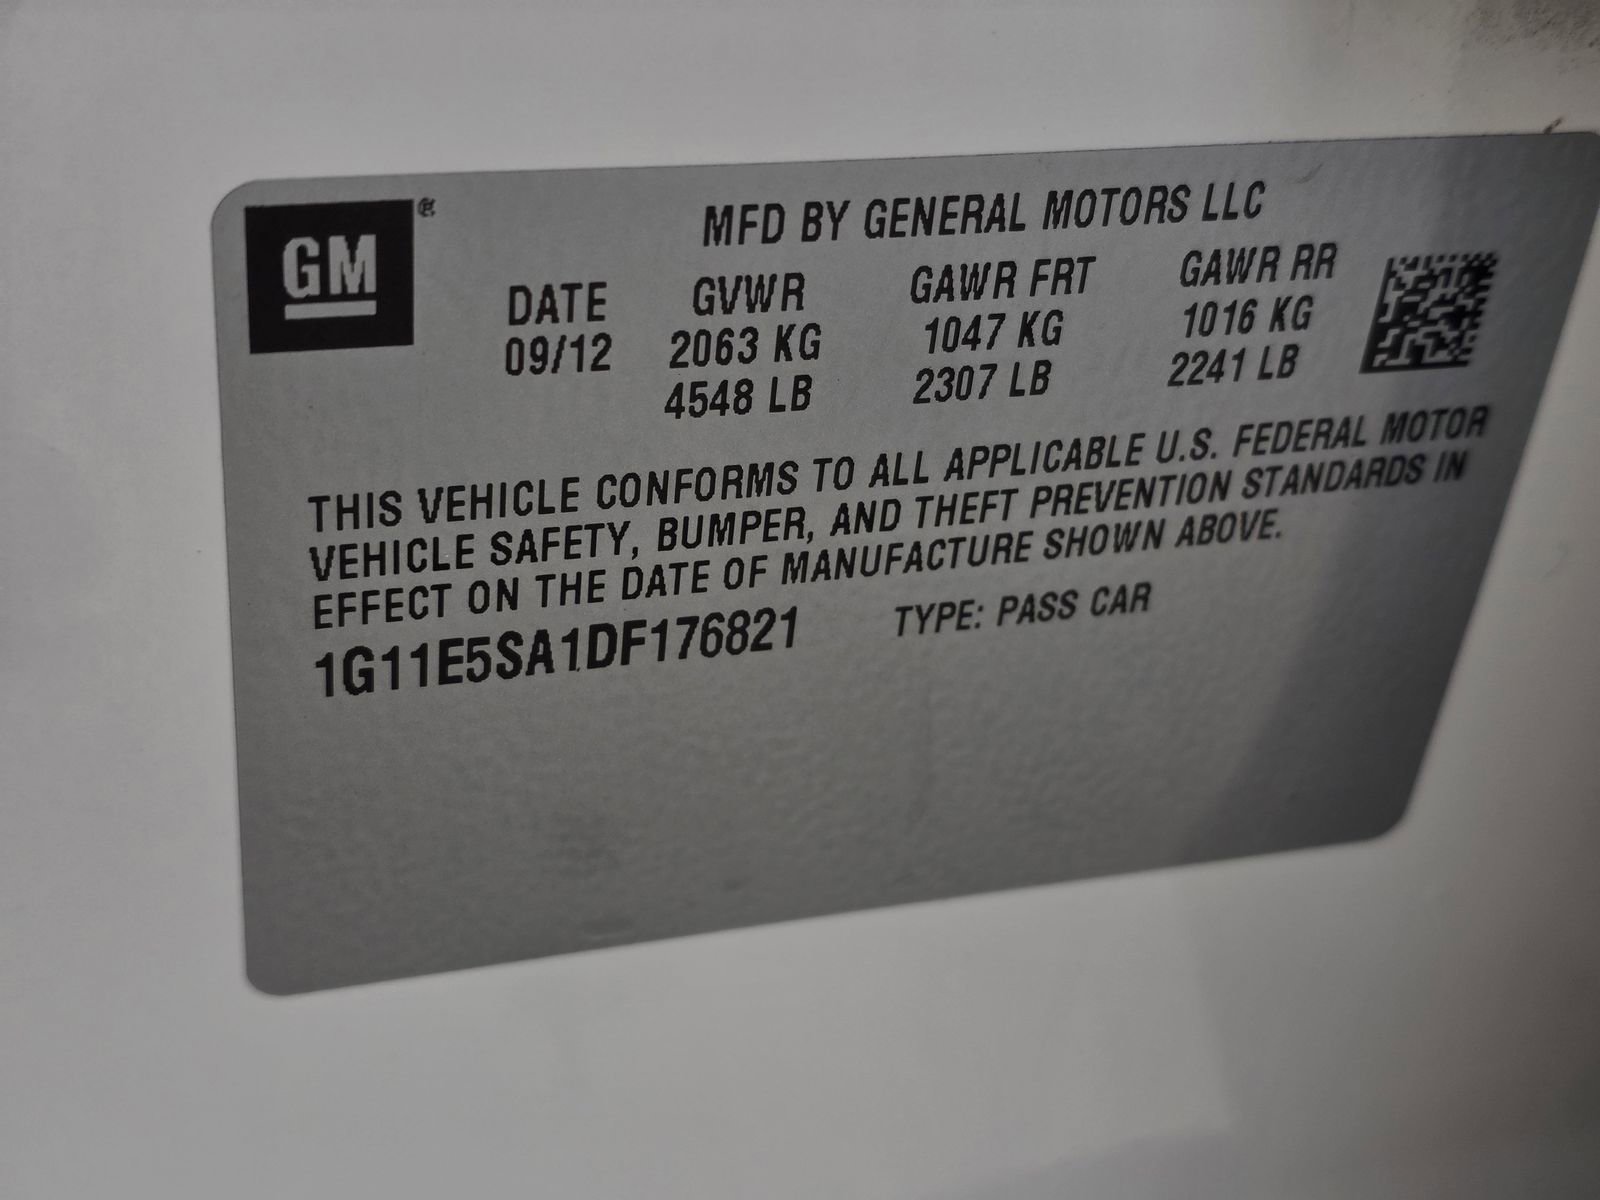 GM®
MFD BY GENERAL MOTORS LLC
DATE GVWR GAWR FRT GAWR RR
09/12 2063 KG 1047 KG 1016 KG
4548 LB 2307 LB 2241 LB
THIS VEHICLE CONFORMS TO ALL APPLICABLE U.S. FEDERAL MOTOR
VEHICLE SAFETY, BUMPER, AND THEFT PREVENTION STANDARDS IN
EFFECT ON THE DATE OF MANUFACTURE SHOWN ABOVE.
1G11E5SA1DF176821 TYPE: PASS CAR